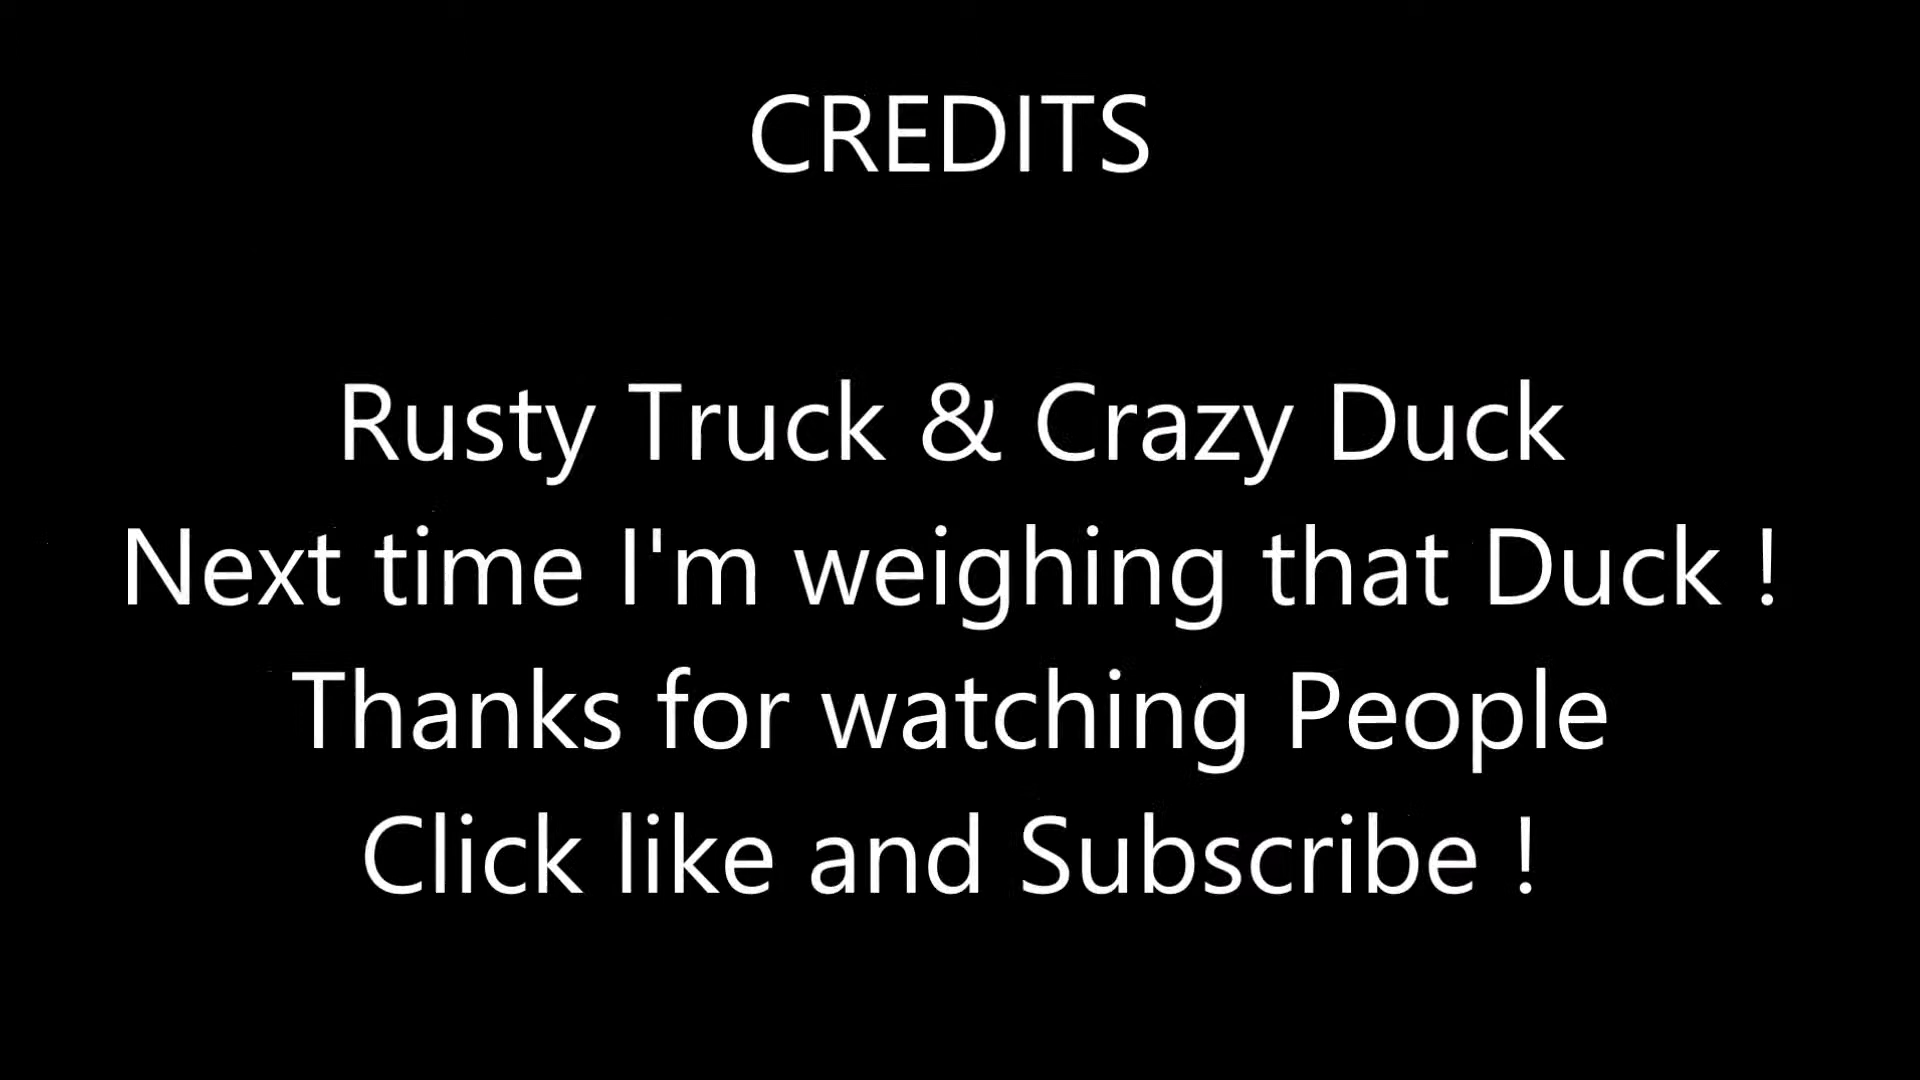 CREDITS
Rusty Truck & Crazy Duck
Next time I'm weighing that Duck !
Thanks for watching People
Click like and Subscribe !